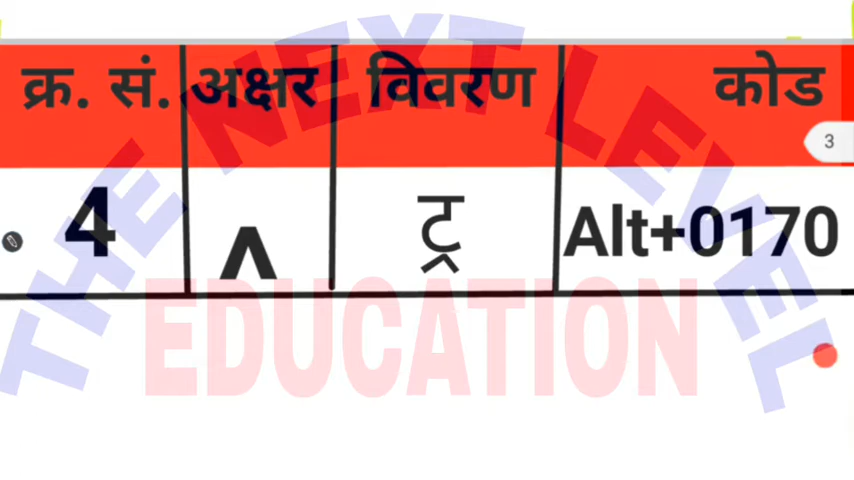 THE NEXT LEVEL
क्र. सं. अक्षर विवरण कोड
3
4 ^ ट्र Alt+0170
EDUCATION